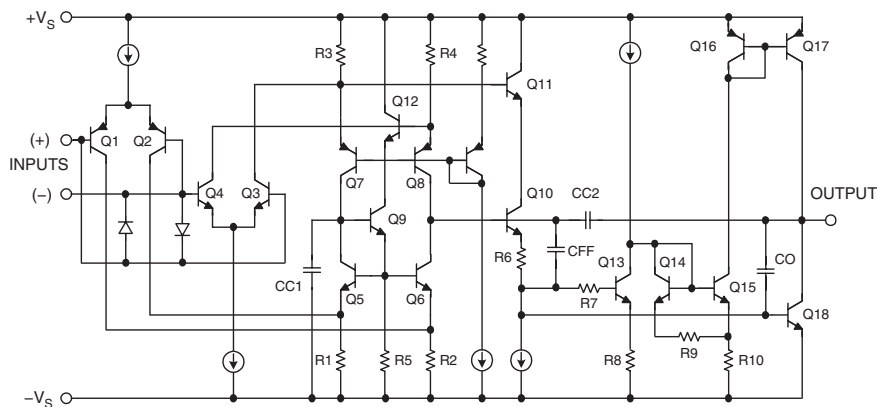 +VS
R3
R4
Q16
Q17
Q11
Q12
(+)
Q1
Q2
INPUTS
Q7
Q8
(−)
Q4
Q3
Q10
CC2
OUTPUT
Q9
R6
CFF
Q13
Q14
CO
CC1
Q5
Q6
R7
Q15
Q18
R9
R1
R5
R2
R8
R10
−VS